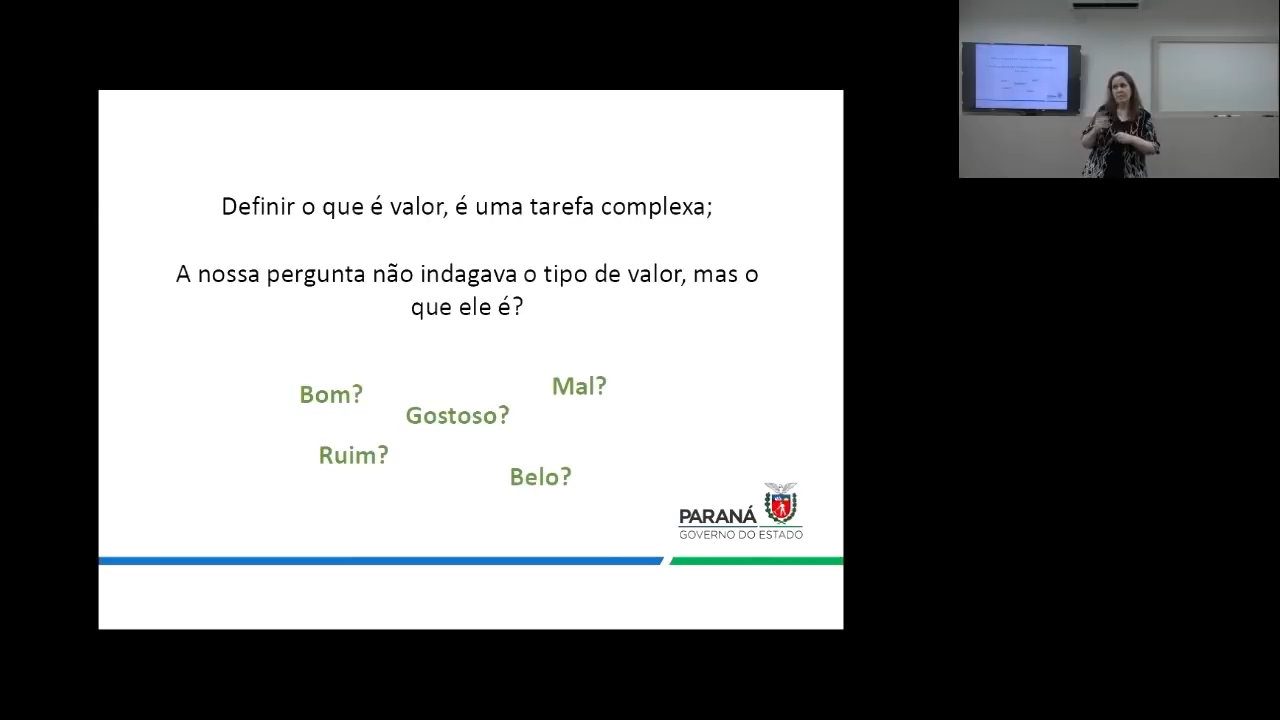 Definir o que é valor, é uma tarefa complexa;
A nossa pergunta não indagava o tipo de valor, mas o
que ele é?
Bom?
Mal?
Gostoso?
Ruim?
Belo?
PARANÁ
GOVERNO DO ESTADO